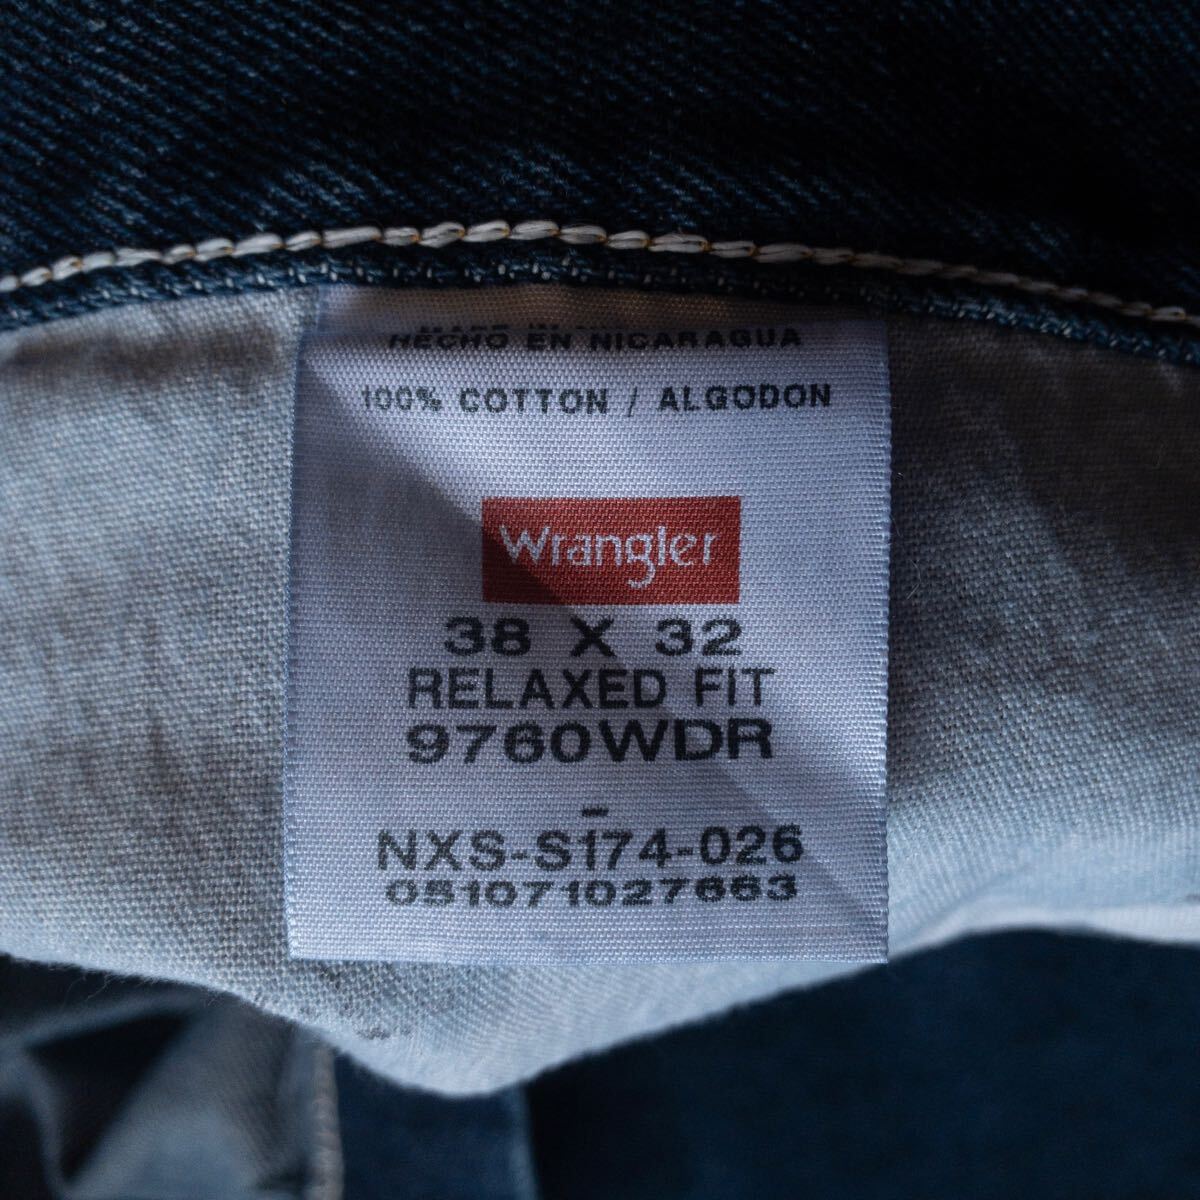 HECHO EN NICARAGUA
100% COTTON / ALGODON
Wrangler
38 X 32
RELAXED FIT
9760WDR
-
NXS-S174-026
051071027663